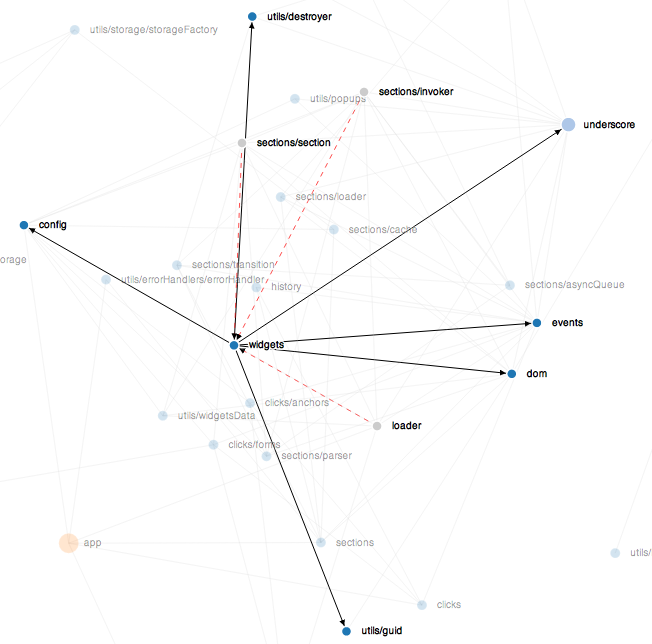 utils/destroyer
utils/storage/storageFactory
sections/invoker
utils/popups
underscore
sections/section
sections/loader
config
sections/cache
orage
sections/transition
utils/errorHandlers/errorHandler
history
sections/asyncQueue
events
widgets
dom
clicks/anchors
utils/widgetsData
loader
clicks/forms
sections/parser
app
sections
utils/
clicks
utils/guid